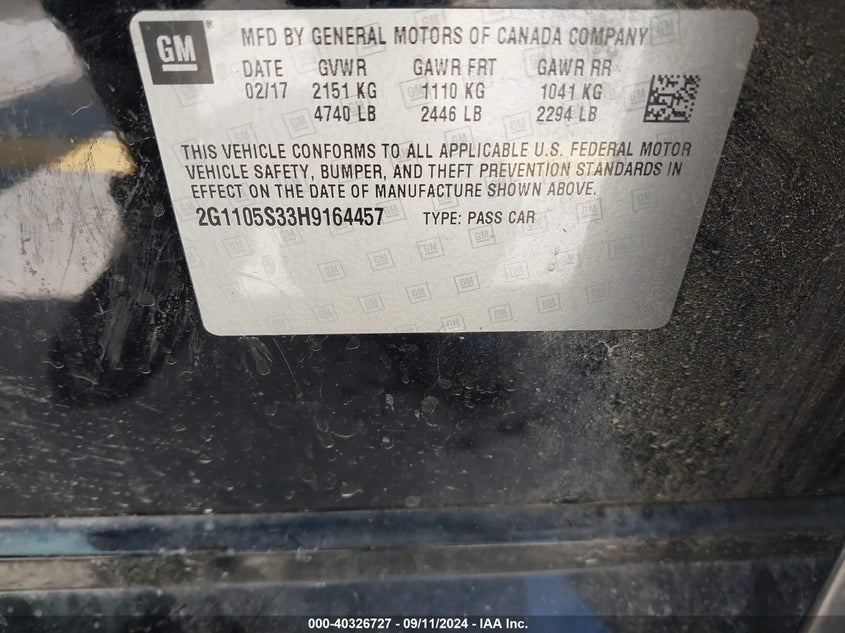 GM
MFD BY GENERAL MOTORS OF CANADA COMPANY
DATE GVWR GAWR FRT GAWR RR
02/17 2151 KG 1110 KG 1041 KG
4740 LB 2446 LB 2294 LB
THIS VEHICLE CONFORMS TO ALL APPLICABLE U.S. FEDERAL MOTOR
VEHICLE SAFETY, BUMPER, AND THEFT PREVENTION STANDARDS IN
EFFECT ON THE DATE OF MANUFACTURE SHOWN ABOVE.
2G1105S33H9164457 TYPE: PASS CAR
000-40326727 - 09/11/2024 - IAA Inc.